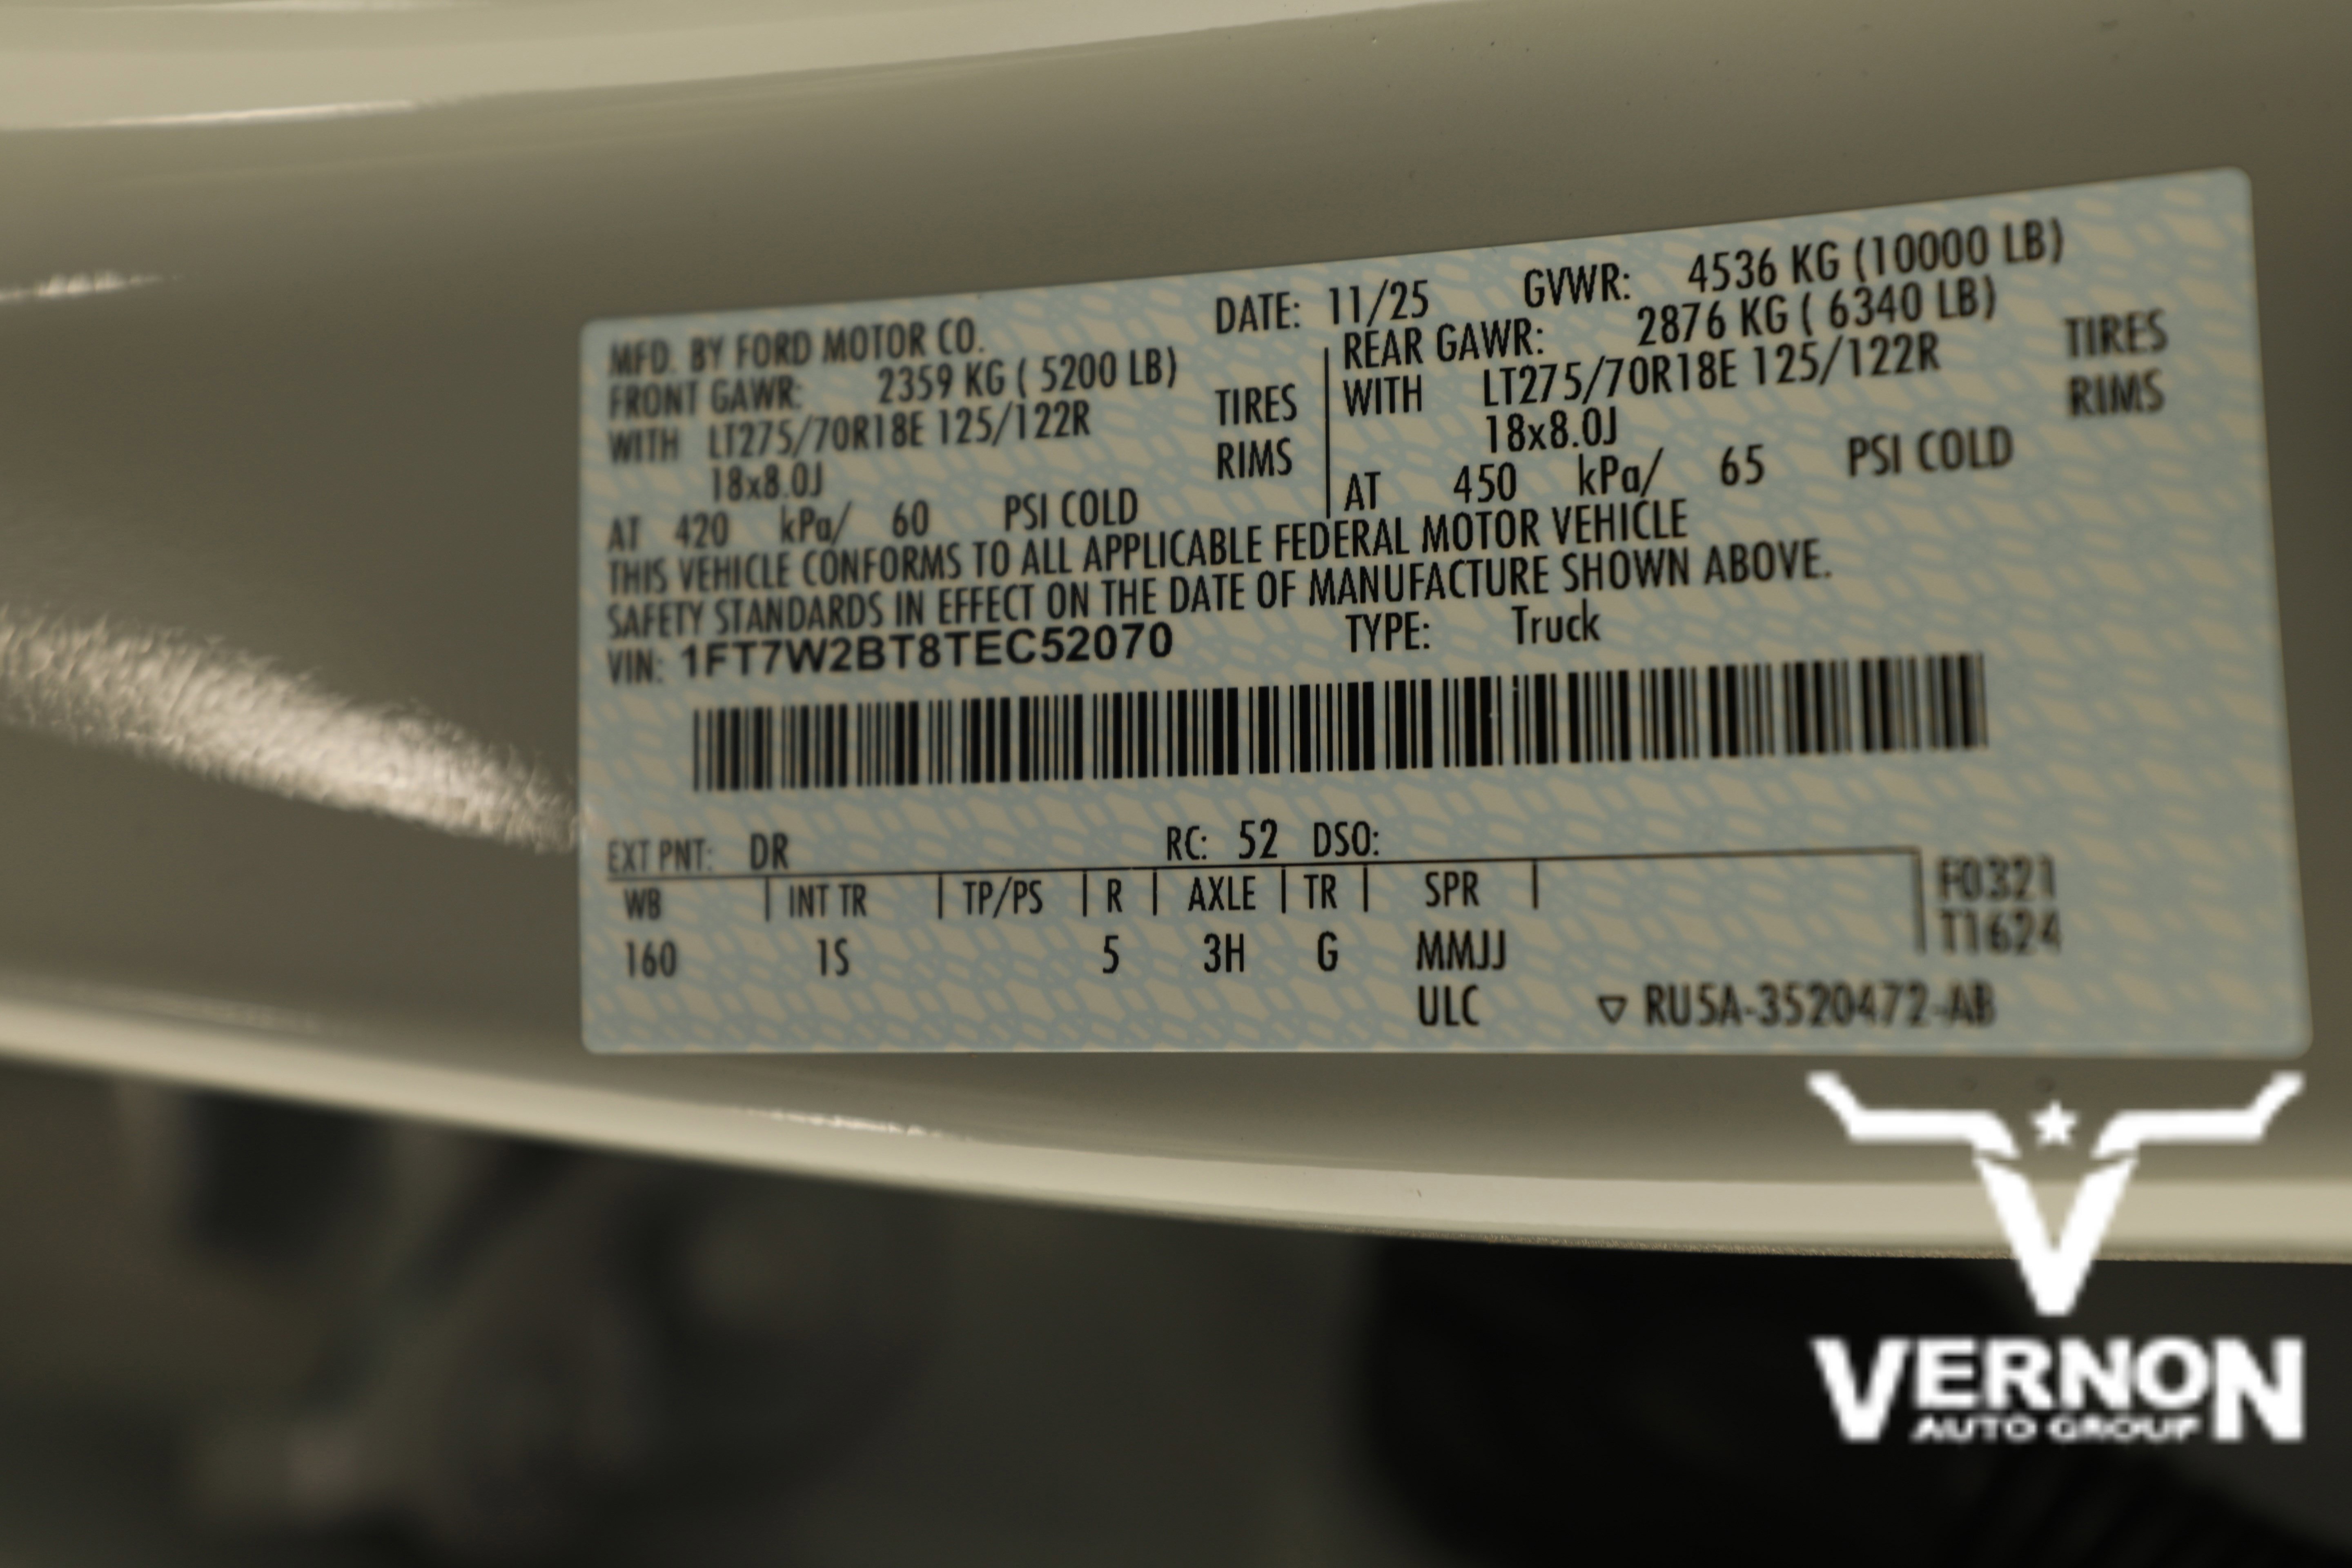 MFD. BY FORD MOTOR CO. DATE: 11/25 GVWR: 4536 KG (10000 LB)
FRONT GAWR: 2359 KG ( 5200 LB) REAR GAWR: 2876 KG ( 6340 LB)
WITH LT275/70R18E 125/122R TIRES WITH LT275/70R18E 125/122R TIRES
18x8.0J RIMS 18x8.0J RIMS
AT 420 kPa/ 60 PSI COLD AT 450 kPa/ 65 PSI COLD
THIS VEHICLE CONFORMS TO ALL APPLICABLE FEDERAL MOTOR VEHICLE
SAFETY STANDARDS IN EFFECT ON THE DATE OF MANUFACTURE SHOWN ABOVE.
VIN: 1FT7W2BT8TEC52070 TYPE: Truck
EXT PNT: DR RC: 52 DSO:
WB INT TR TP/PS R AXLE TR SPR F0321
T1624
160 1S 5 3H G MMJJ
ULC ▽ RU5A-3520472-AB
VERNON
AUTO GROUP